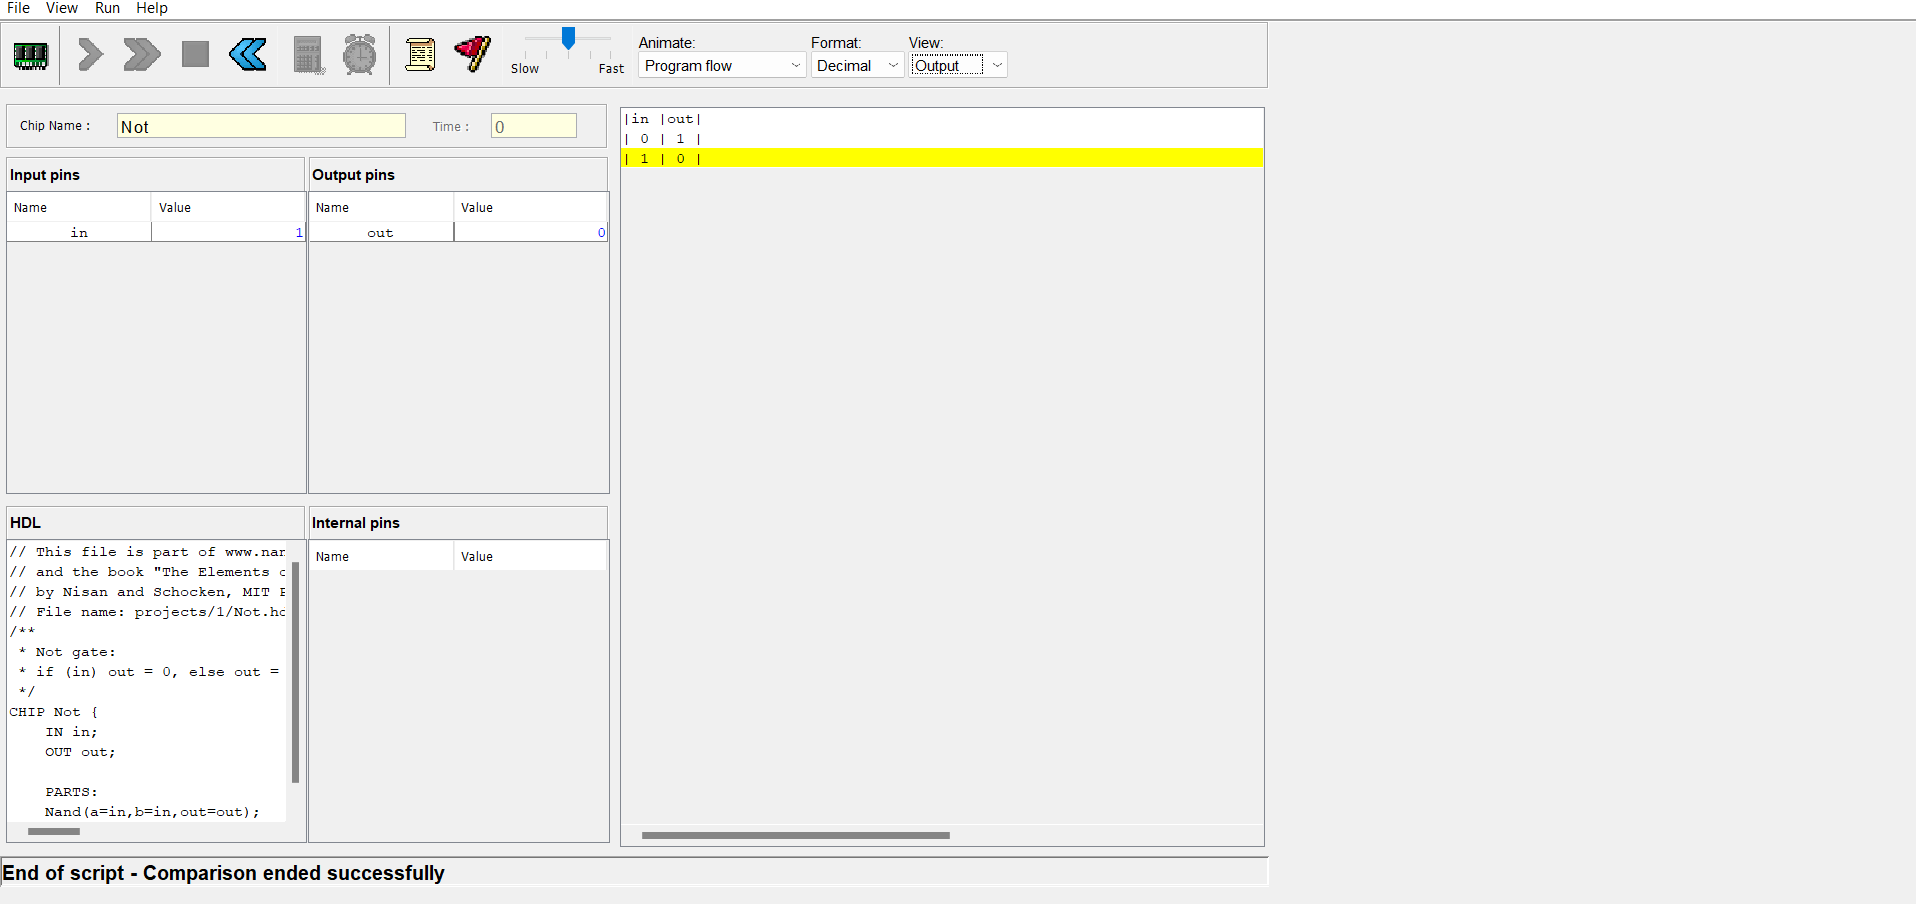 File View Run Help
Animate: Format: View:
Slow Fast Program flow Decimal Output
Chip Name : Not Time : 0
Input pins
Name Value
in 1
Output pins
Name Value
out 0
HDL
// This file is part of www.nan
// and the book "The Elements o
// by Nisan and Schocken, MIT P
// File name: projects/1/Not.hd
/**
 * Not gate:
 * if (in) out = 0, else out =
 */
CHIP Not {
    IN in;
    OUT out;
    PARTS:
    Nand(a=in,b=in,out=out);
Internal pins
Name Value
|in |out|
| 0 | 1 |
| 1 | 0 |
End of script - Comparison ended successfully